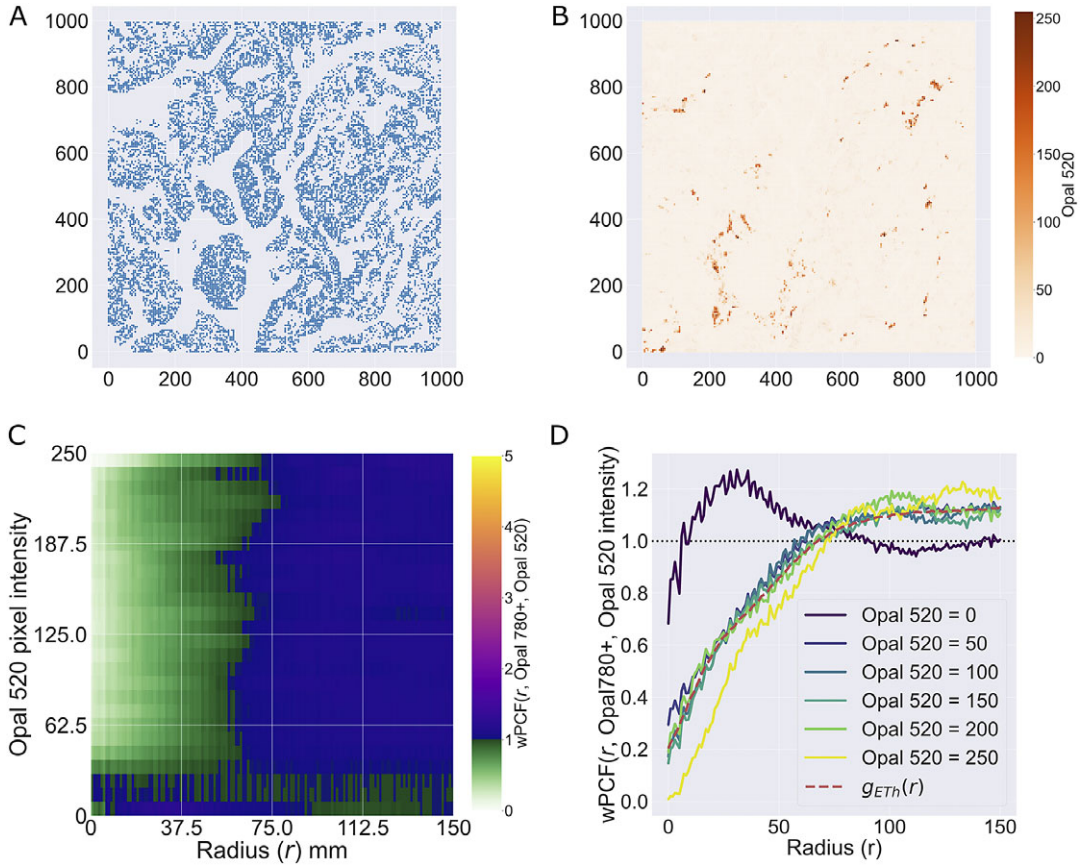 A
1000
800
600
400
200
0
0 200 400 600 800 1000
B
1000
800
600
400
200
0
0 200 400 600 800 1000
250
200
150
100
50
0
Opal 520
C
250
187.5
125.0
62.5
0
Opal 520 pixel intensity
0 37.5 75.0 112.5 150
Radius (r) mm
5
4
3
2
1
0
wPCF(r, Opal 780+, Opal 520)
D
1.2
1.0
0.8
0.6
0.4
0.2
0.0
wPCF(r, Opal780+, Opal 520 intensity)
Opal 520 = 0
Opal 520 = 50
Opal 520 = 100
Opal 520 = 150
Opal 520 = 200
Opal 520 = 250
gETh(r)
0 50 100 150
Radius (r)